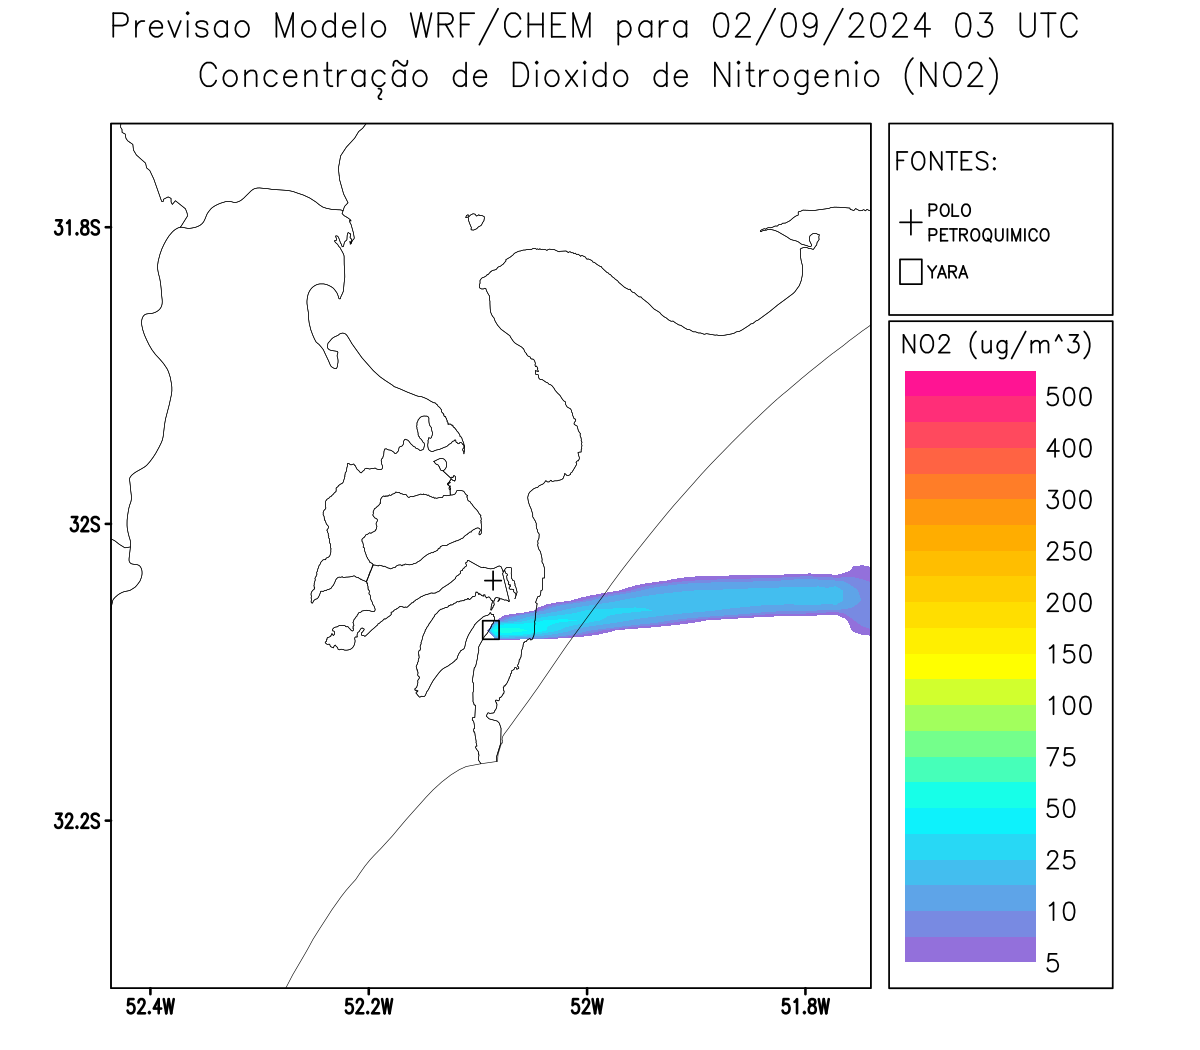 Previsao Modelo WRF/CHEM para 02/09/2024 03 UTC
Concentração de Dioxido de Nitrogenio (NO2)
FONTES:
POLO
PETROQUIMICO
YARA
31.8S
32S
32.2S
52.4W
52.2W
52W
51.8W
NO2 (ug/m^3)
500
400
300
250
200
150
100
75
50
25
10
5